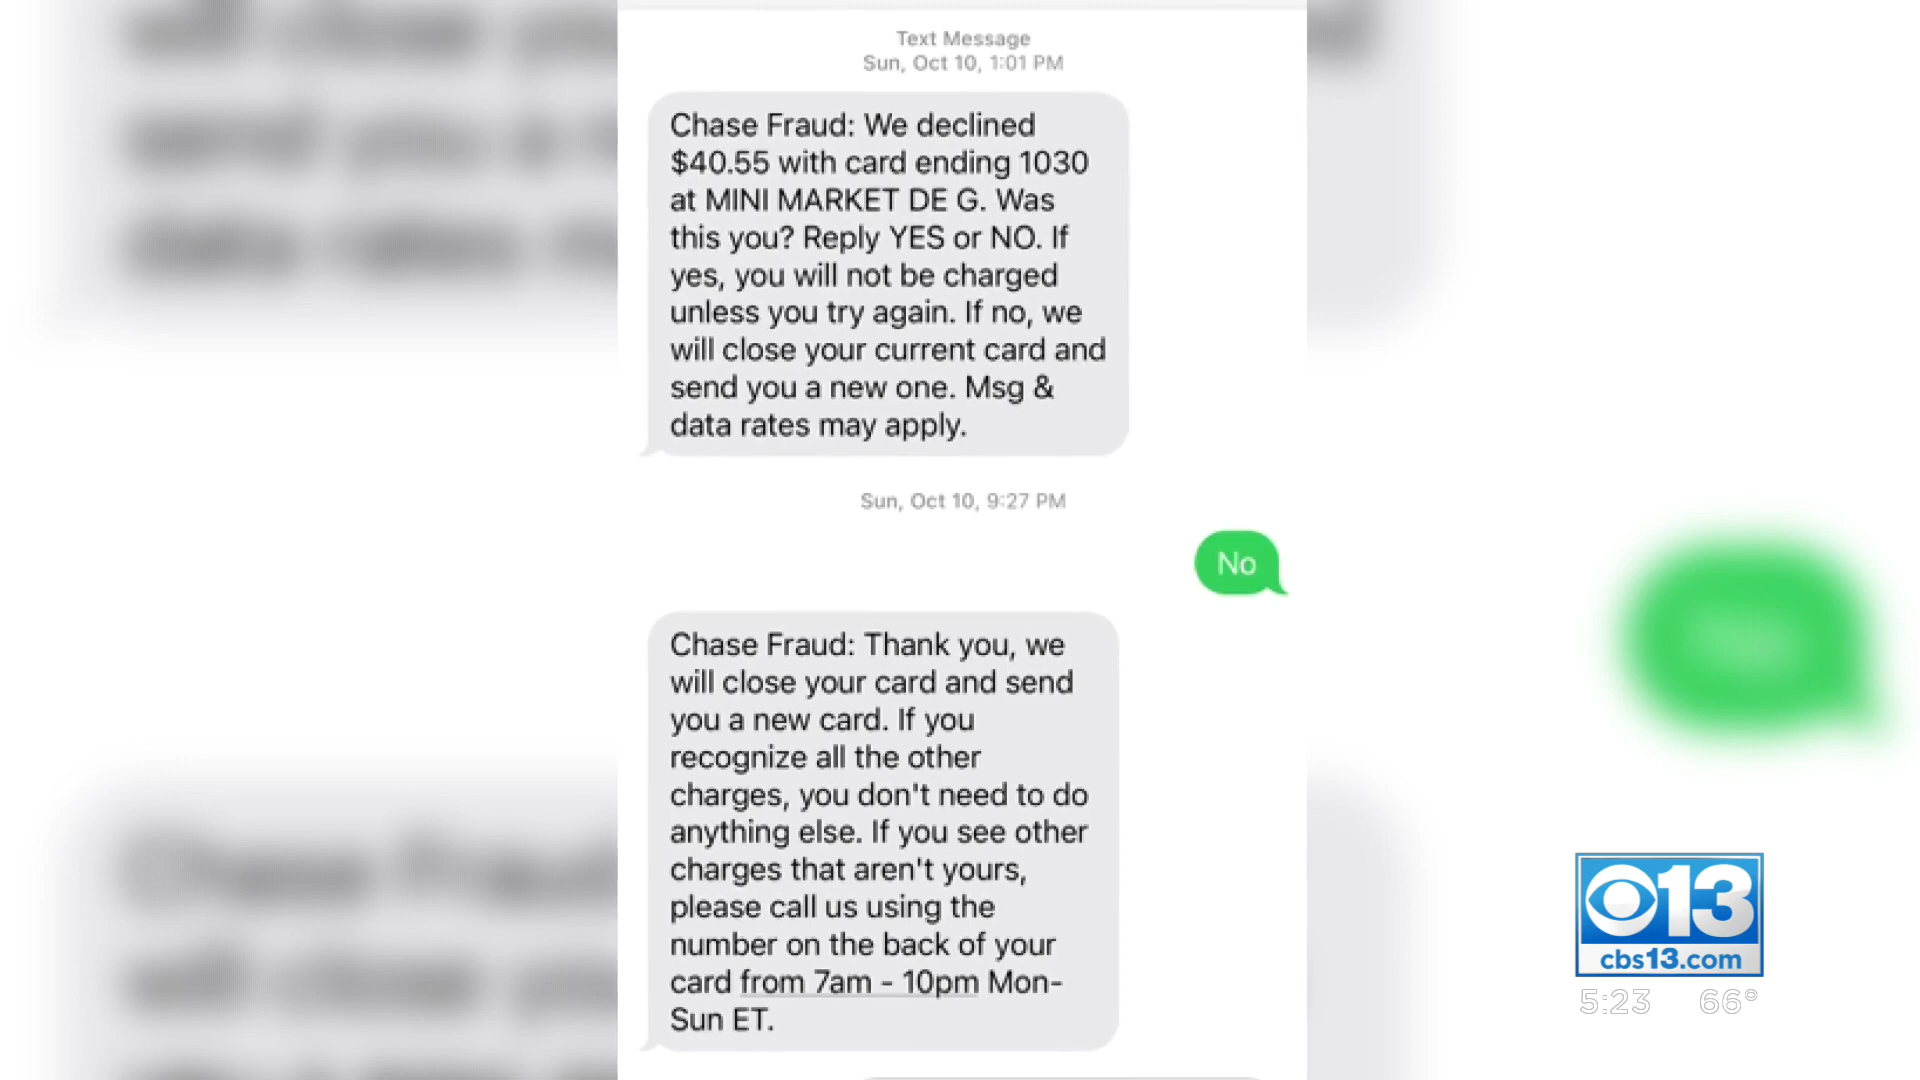 Text Message
Sun, Oct 10, 1:01 PM
Chase Fraud: We declined
$40.55 with card ending 1030
at MINI MARKET DE G. Was
this you? Reply YES or NO. If
yes, you will not be charged
unless you try again. If no, we
will close your current card and
send you a new one. Msg &
data rates may apply.
Sun, Oct 10, 9:27 PM
No
Chase Fraud: Thank you, we
will close your card and send
you a new card. If you
recognize all the other
charges, you don't need to do
anything else. If you see other
charges that aren't yours,
please call us using the
number on the back of your
card from 7am - 10pm Mon-
Sun ET.
13
cbs13.com
5:23 66°